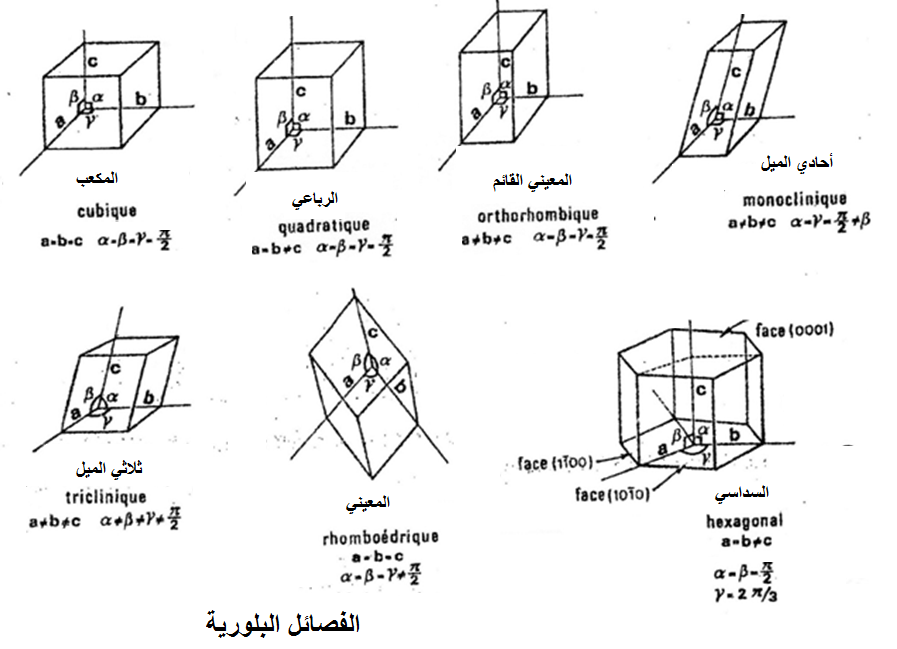 c
β α
a b
γ
المكعب
cubique
a=b=c α=β=γ=π/2
c
β α
a b
γ
الرباعي
quadratique
a=b≠c α=β=γ=π/2
c
β α
a b
γ
المعيني القائم
orthorhombique
a≠b≠c α=β=γ=π/2
c
β α
a b
γ
أحادي الميل
monoclinique
a≠b≠c α=γ=π/2≠β
c
β α
a b
γ
ثلاثي الميل
triclinique
a≠b≠c α≠β≠γ≠π/2
c
β α
a b
γ
المعيني
rhomboédrique
a=b=c
α=β=γ≠π/2
face (0001)
c
β α
a b
γ
face (1̄100)
face (101̄0)
السداسي
hexagonal
a=b≠c
α=β=π/2
γ=2π/3
الفصائل البلورية